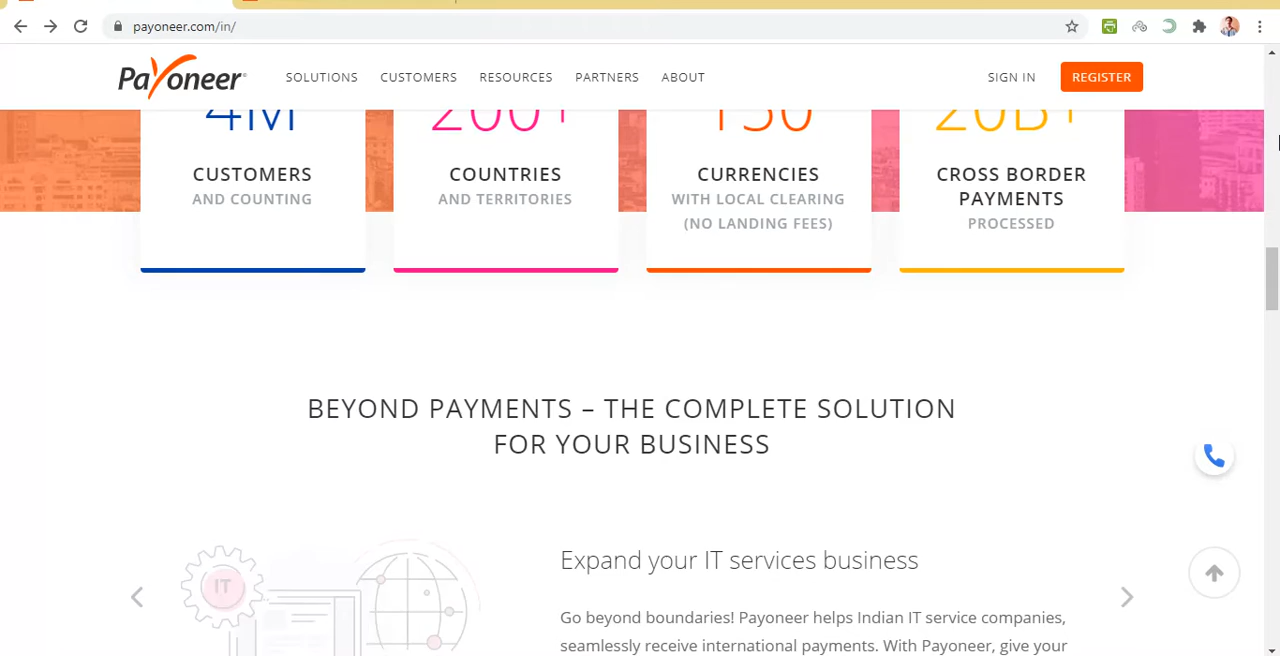 payoneer.com/in/
Payoneer
SOLUTIONS CUSTOMERS RESOURCES PARTNERS ABOUT SIGN IN REGISTER
4M 200+ 150 20B+
CUSTOMERS
AND COUNTING
COUNTRIES
AND TERRITORIES
CURRENCIES
WITH LOCAL CLEARING
(NO LANDING FEES)
CROSS BORDER
PAYMENTS
PROCESSED
BEYOND PAYMENTS – THE COMPLETE SOLUTION
FOR YOUR BUSINESS
IT
Expand your IT services business
Go beyond boundaries! Payoneer helps Indian IT service companies,
seamlessly receive international payments. With Payoneer, give your